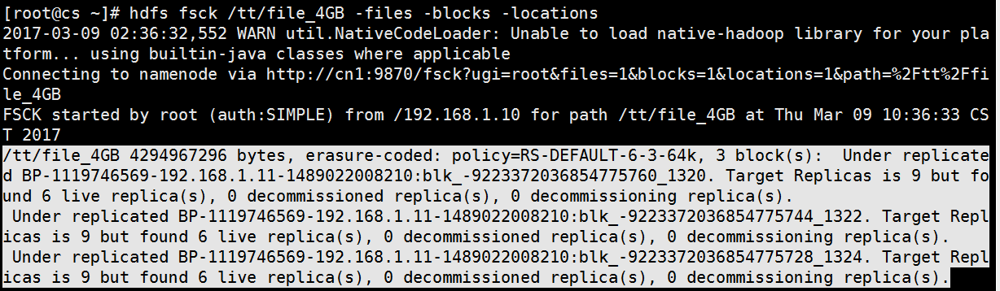 [root@cs ~]# hdfs fsck /tt/file_4GB -files -blocks -locations
2017-03-09 02:36:32,552 WARN util.NativeCodeLoader: Unable to load native-hadoop library for your pla
tform... using builtin-java classes where applicable
Connecting to namenode via http://cn1:9870/fsck?ugi=root&files=1&blocks=1&locations=1&path=%2Ftt%2Ffi
le_4GB
FSCK started by root (auth:SIMPLE) from /192.168.1.10 for path /tt/file_4GB at Thu Mar 09 10:36:33 CS
T 2017
/tt/file_4GB 4294967296 bytes, erasure-coded: policy=RS-DEFAULT-6-3-64k, 3 block(s):  Under replicate
d BP-1119746569-192.168.1.11-1489022008210:blk_-9223372036854775760_1320. Target Replicas is 9 but fo
und 6 live replica(s), 0 decommissioned replica(s), 0 decommissioning replica(s).
 Under replicated BP-1119746569-192.168.1.11-1489022008210:blk_-9223372036854775744_1322. Target Repl
icas is 9 but found 6 live replica(s), 0 decommissioned replica(s), 0 decommissioning replica(s).
 Under replicated BP-1119746569-192.168.1.11-1489022008210:blk_-9223372036854775728_1324. Target Repl
icas is 9 but found 6 live replica(s), 0 decommissioned replica(s), 0 decommissioning replica(s).